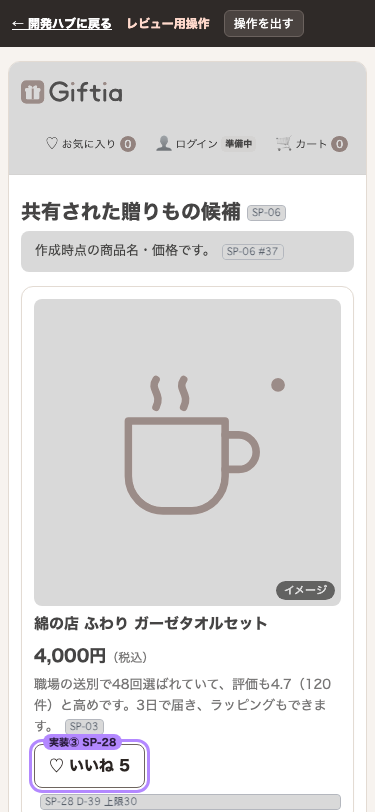 ← 開発ハブに戻る レビュー用操作 操作を出す
Giftia
♡ お気に入り 0 ログイン 準備中 カート 0
共有された贈りもの候補 SP-06
作成時点の商品名・価格です。 SP-06 #37
イメージ
綿の店 ふわり ガーゼタオルセット
4,000円（税込）
職場の送別で48回選ばれていて、評価も4.7（120
件）と高めです。3日で届き、ラッピングもできま
す。 SP-03
実装③ SP-28
♡ いいね 5
SP-28 D-39 上限30